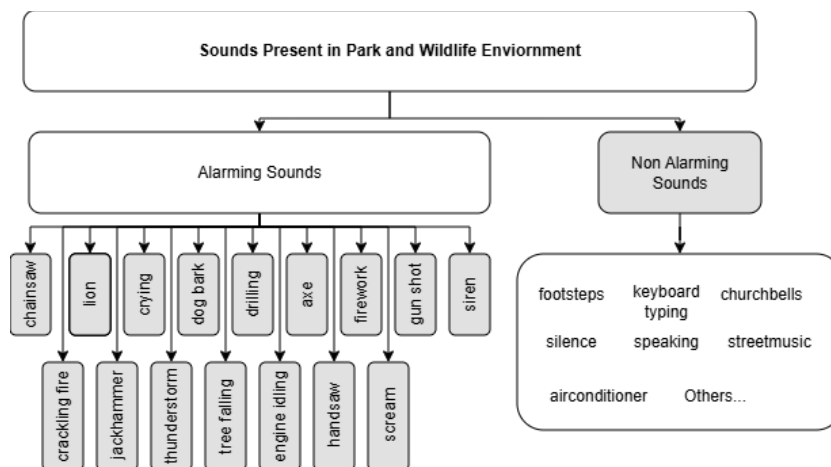 Sounds Present in Park and Wildlife Enviornment
Alarming Sounds
Non Alarming
Sounds
chainsaw
lion
crying
dog bark
drilling
axe
firework
gun shot
siren
crackling fire
jackhammer
thunderstorm
tree falling
engine idling
handsaw
scream
footsteps
keyboard
typing
churchbells
silence
speaking
streetmusic
airconditioner
Others...